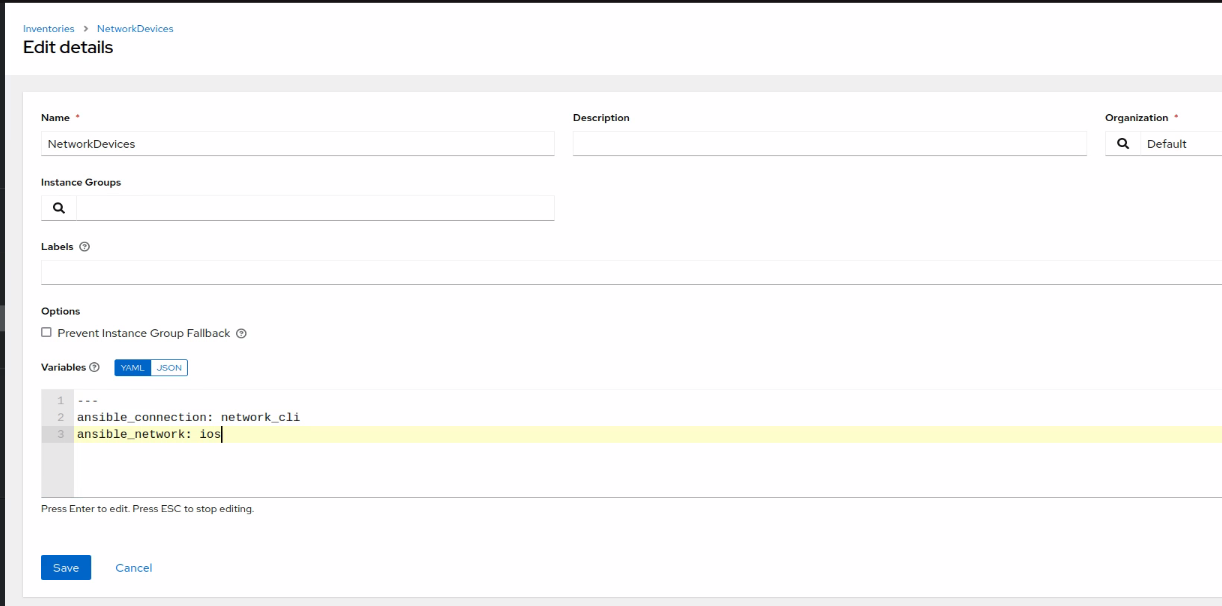 Inventories > NetworkDevices
Edit details
Name * Description Organization *
NetworkDevices Default
Instance Groups
Labels
Options
Prevent Instance Group Fallback
Variables YAML JSON
1 ---
2 ansible_connection: network_cli
3 ansible_network: ios
Press Enter to edit. Press ESC to stop editing.
Save Cancel